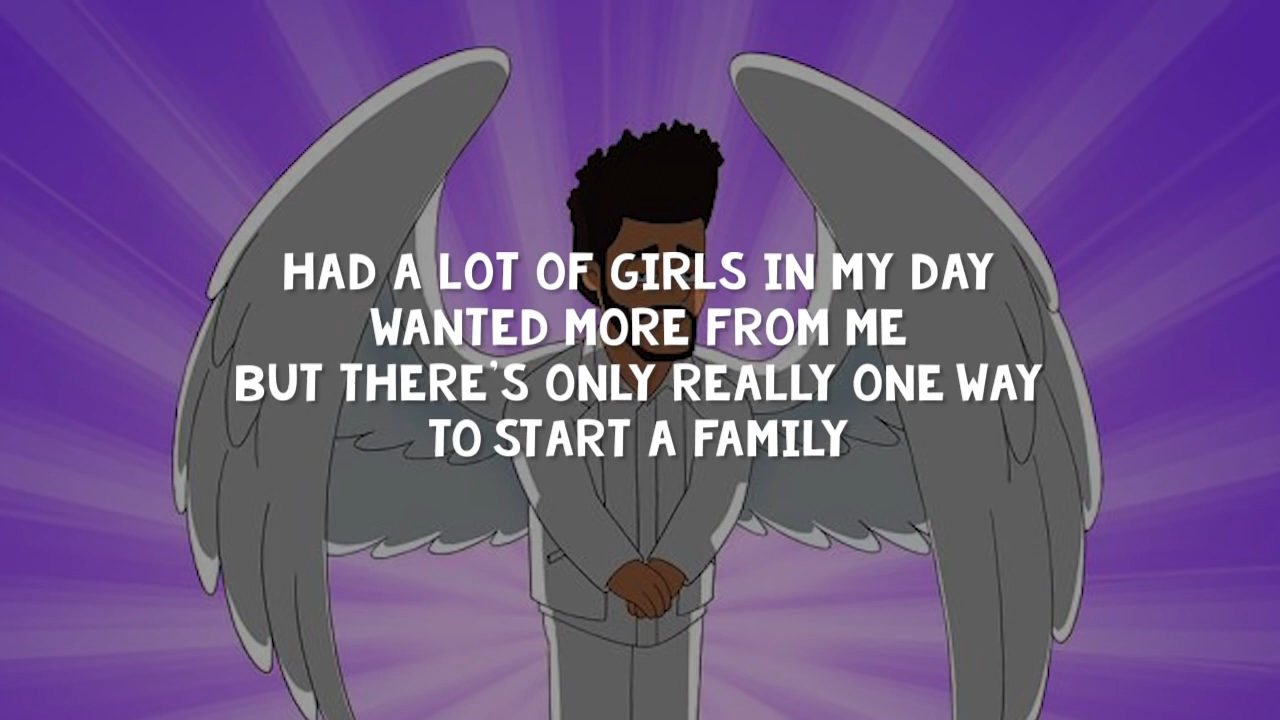 HAD A LOT OF GIRLS IN MY DAY
WANTED MORE FROM ME
BUT THERE'S ONLY REALLY ONE WAY
TO START A FAMILY